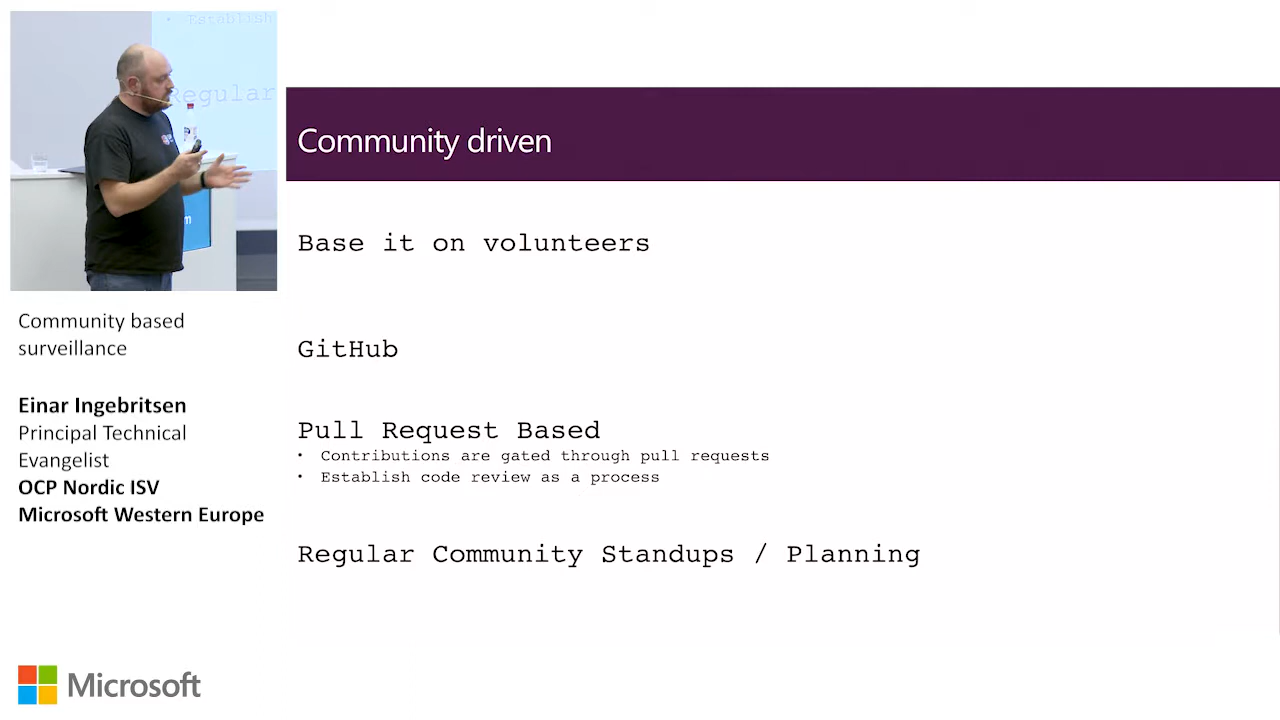 Establish
Regular
m
Community based
surveillance
Einar Ingebritsen
Principal Technical
Evangelist
OCP Nordic ISV
Microsoft Western Europe
Microsoft
Community driven
Base it on volunteers
GitHub
Pull Request Based
• Contributions are gated through pull requests
• Establish code review as a process
Regular Community Standups / Planning